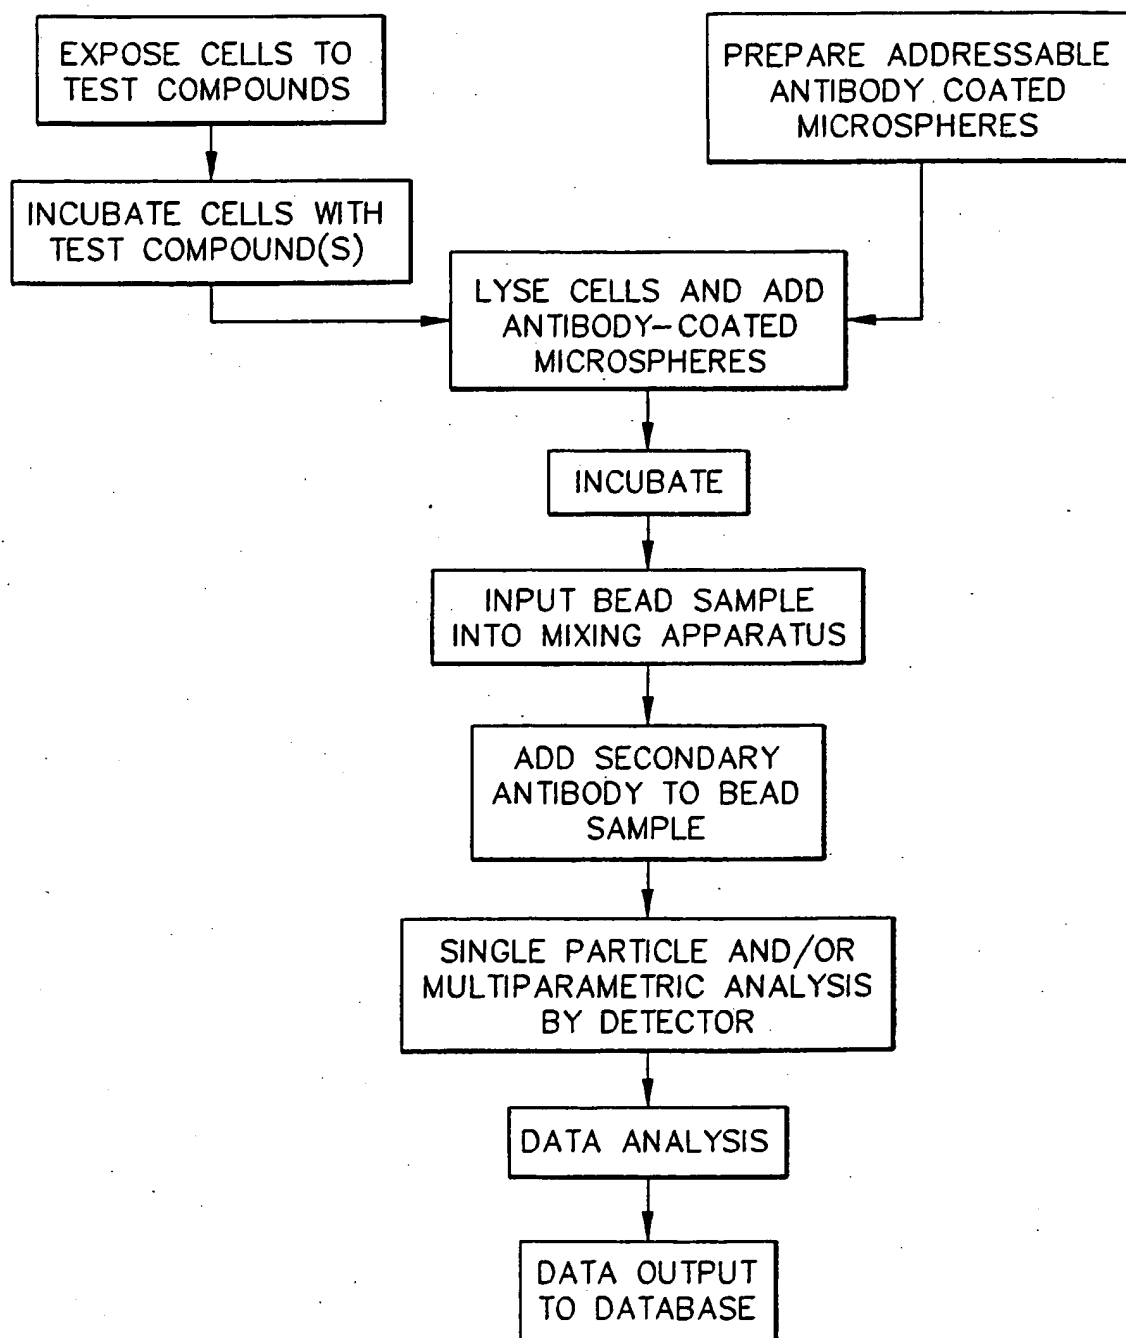 EXPOSE CELLS TO
TEST COMPOUNDS
PREPARE ADDRESSABLE
ANTIBODY COATED
MICROSPHERES
INCUBATE CELLS WITH
TEST COMPOUND(S)
LYSE CELLS AND ADD
ANTIBODY-COATED
MICROSPHERES
INCUBATE
INPUT BEAD SAMPLE
INTO MIXING APPARATUS
ADD SECONDARY
ANTIBODY TO BEAD
SAMPLE
SINGLE PARTICLE AND/OR
MULTIPARAMETRIC ANALYSIS
BY DETECTOR
DATA ANALYSIS
DATA OUTPUT
TO DATABASE